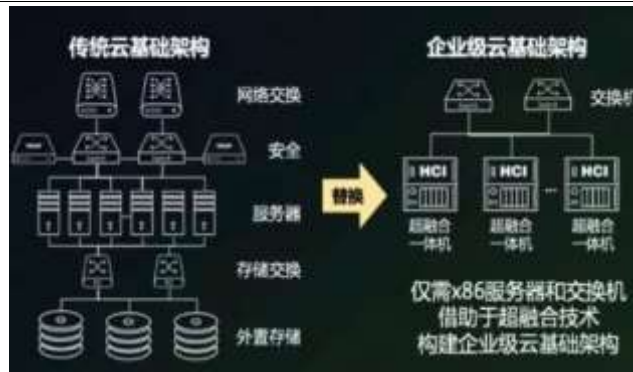 传统云基础架构
企业级云基础架构
网络交换
安全
服务器
存储交换
外置存储
替换
交换机
HCI
HCI
HCI
...
超融合
一体机
超融合
一体机
超融合
一体机
仅需x86服务器和交换机
借助于超融合技术
构建企业级云基础架构